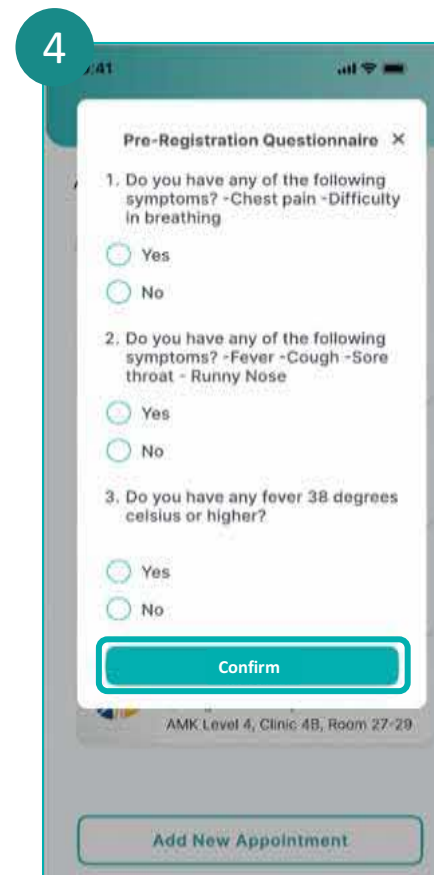 4
:41
Pre-Registration Questionnaire ×
1. Do you have any of the following
symptoms? -Chest pain -Difficulty
in breathing
Yes
No
2. Do you have any of the following
symptoms? -Fever -Cough -Sore
throat - Runny Nose
Yes
No
3. Do you have any fever 38 degrees
celsius or higher?
Yes
No
Confirm
AMK Level 4, Clinic 4B, Room 27-29
Add New Appointment